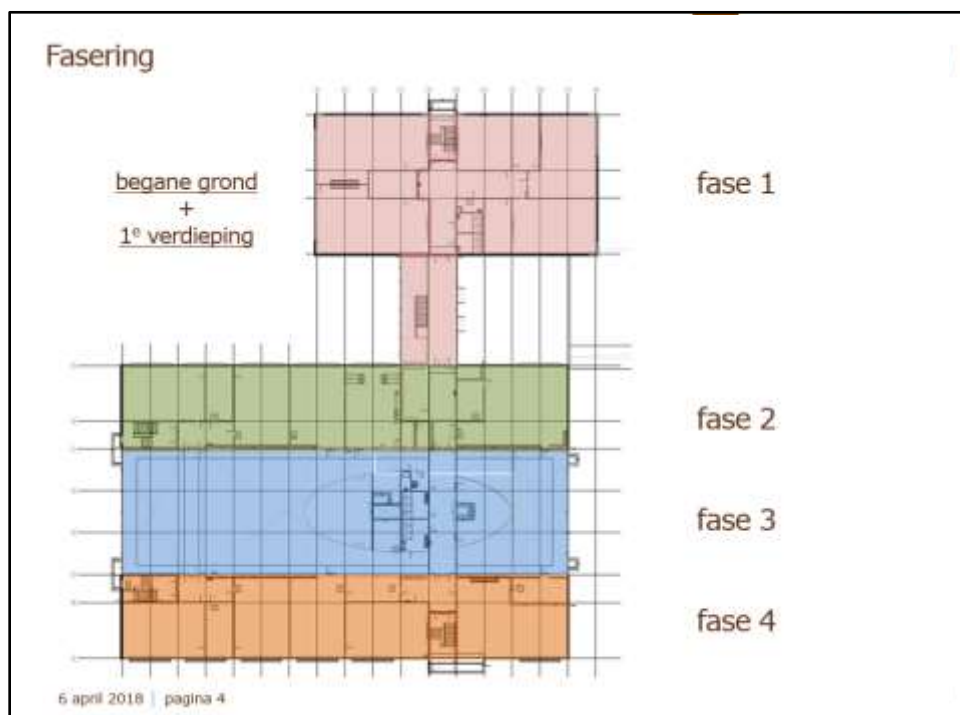 Fasering
begane grond
+
1e verdieping
fase 1
fase 2
fase 3
fase 4
6 april 2018 | pagina 4